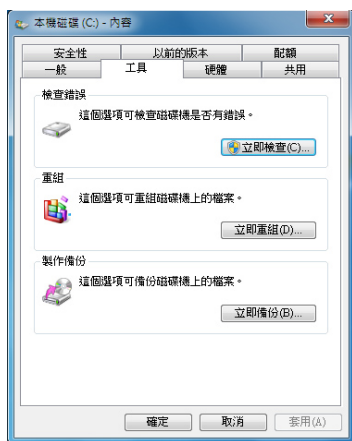 本機磁碟 (C:) - 內容
安全性 以前的版本 配額
一般 工具 硬體 共用
檢查錯誤
這個選項可檢查磁碟機是否有錯誤。
立即檢查(C)...
重組
這個選項可重組磁碟機上的檔案。
立即重組(D)...
製作備份
這個選項可備份磁碟機上的檔案。
立即備份(B)...
確定 取消 套用(A)